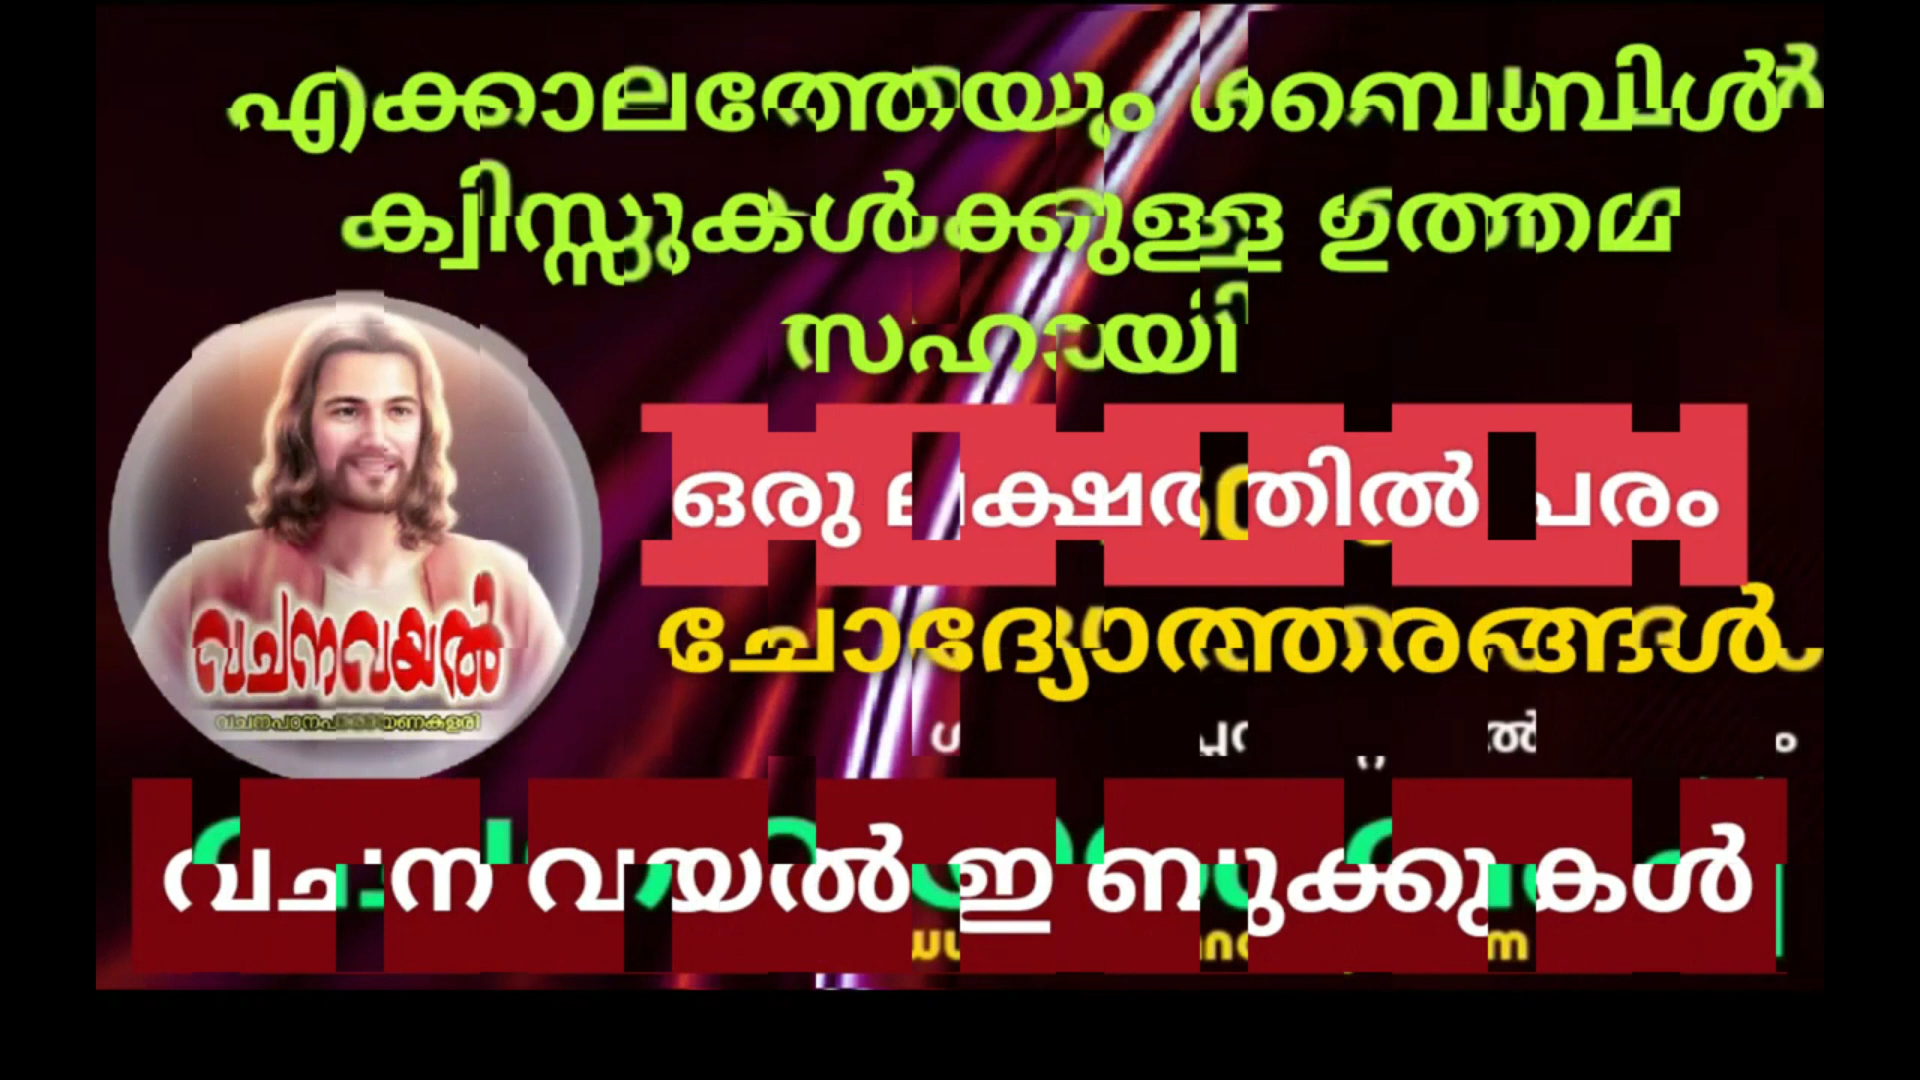 എക്കാലത്തേയും ബൈബിൾ
ക്വിസ്സുകൾക്കുള്ള ഉത്തമ
സഹായി
ഒരു ലക്ഷത്തിൽ പരം
ചോദ്യോത്തരങ്ങൾ
വചനവയൽ
വചന വയൽ ഇ ബുക്കുകൾ